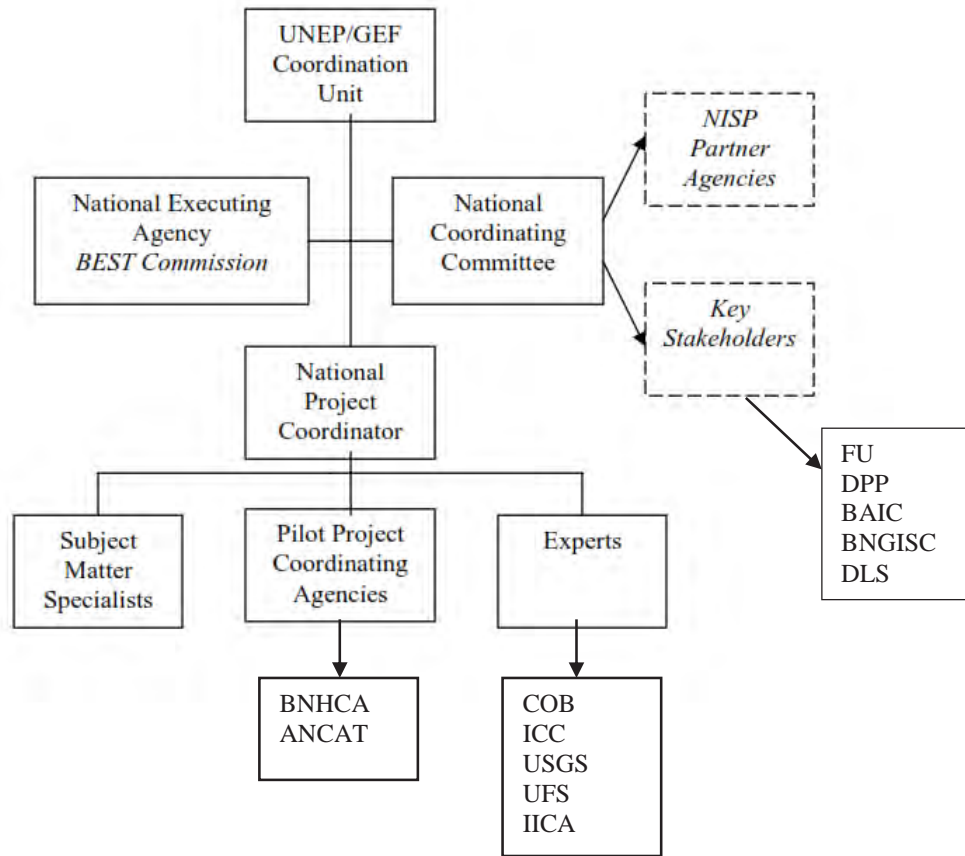 UNEP/GEF
Coordination
Unit
NISP
Partner
Agencies
National Executing
Agency
BEST Commission
National
Coordinating
Committee
Key
Stakeholders
National
Project
Coordinator
FU
DPP
BAIC
BNGISC
DLS
Subject
Matter
Specialists
Pilot Project
Coordinating
Agencies
Experts
BNHCA
ANCAT
COB
ICC
USGS
UFS
IICA